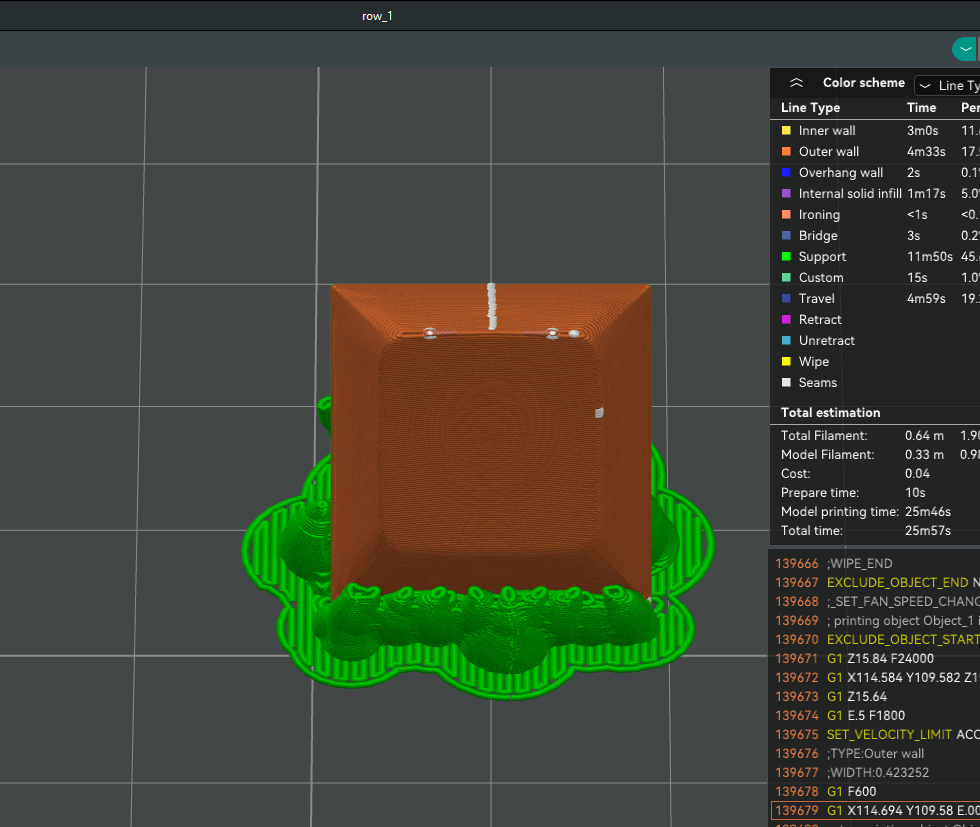 row_1
Color scheme
Line Ty
Line Type Time Per
Inner wall 3m0s 11.
Outer wall 4m33s 17.
Overhang wall 2s 0.1
Internal solid infill 1m17s 5.0
Ironing <1s <0.
Bridge 3s 0.2
Support 11m50s 45.
Custom 15s 1.0
Travel 4m59s 19.
Retract
Unretract
Wipe
Seams
Total estimation
Total Filament: 0.64 m 1.9
Model Filament: 0.33 m 0.9
Cost: 0.04
Prepare time: 10s
Model printing time: 25m46s
Total time: 25m57s
139666 ;WIPE_END
139667 EXCLUDE_OBJECT_END N
139668 ;_SET_FAN_SPEED_CHANG
139669 ; printing object Object_1 i
139670 EXCLUDE_OBJECT_START
139671 G1 Z15.84 F24000
139672 G1 X114.584 Y109.582 Z1
139673 G1 Z15.64
139674 G1 E.5 F1800
139675 SET_VELOCITY_LIMIT ACC
139676 ;TYPE:Outer wall
139677 ;WIDTH:0.423252
139678 G1 F600
139679 G1 X114.694 Y109.58 E.00